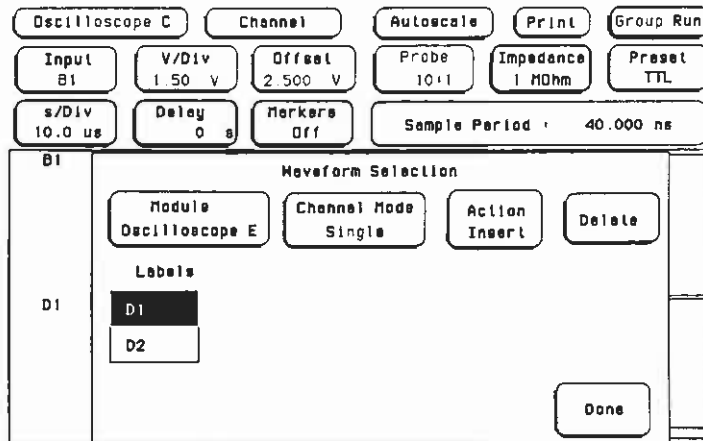 Oscilloscope C Channel Autoscale Print Group Run
Input V/Div Offset Probe Impedance Preset
B1 1.50 V 2.500 V 10:1 1 MOhm TTL
s/Div Delay Markers
10.0 us 0 s Off Sample Period : 40.000 ns
B1
Waveform Selection
Module Channel Mode Action Delete
Oscilloscope E Single Insert
Labels
D1 D1
D2
Done